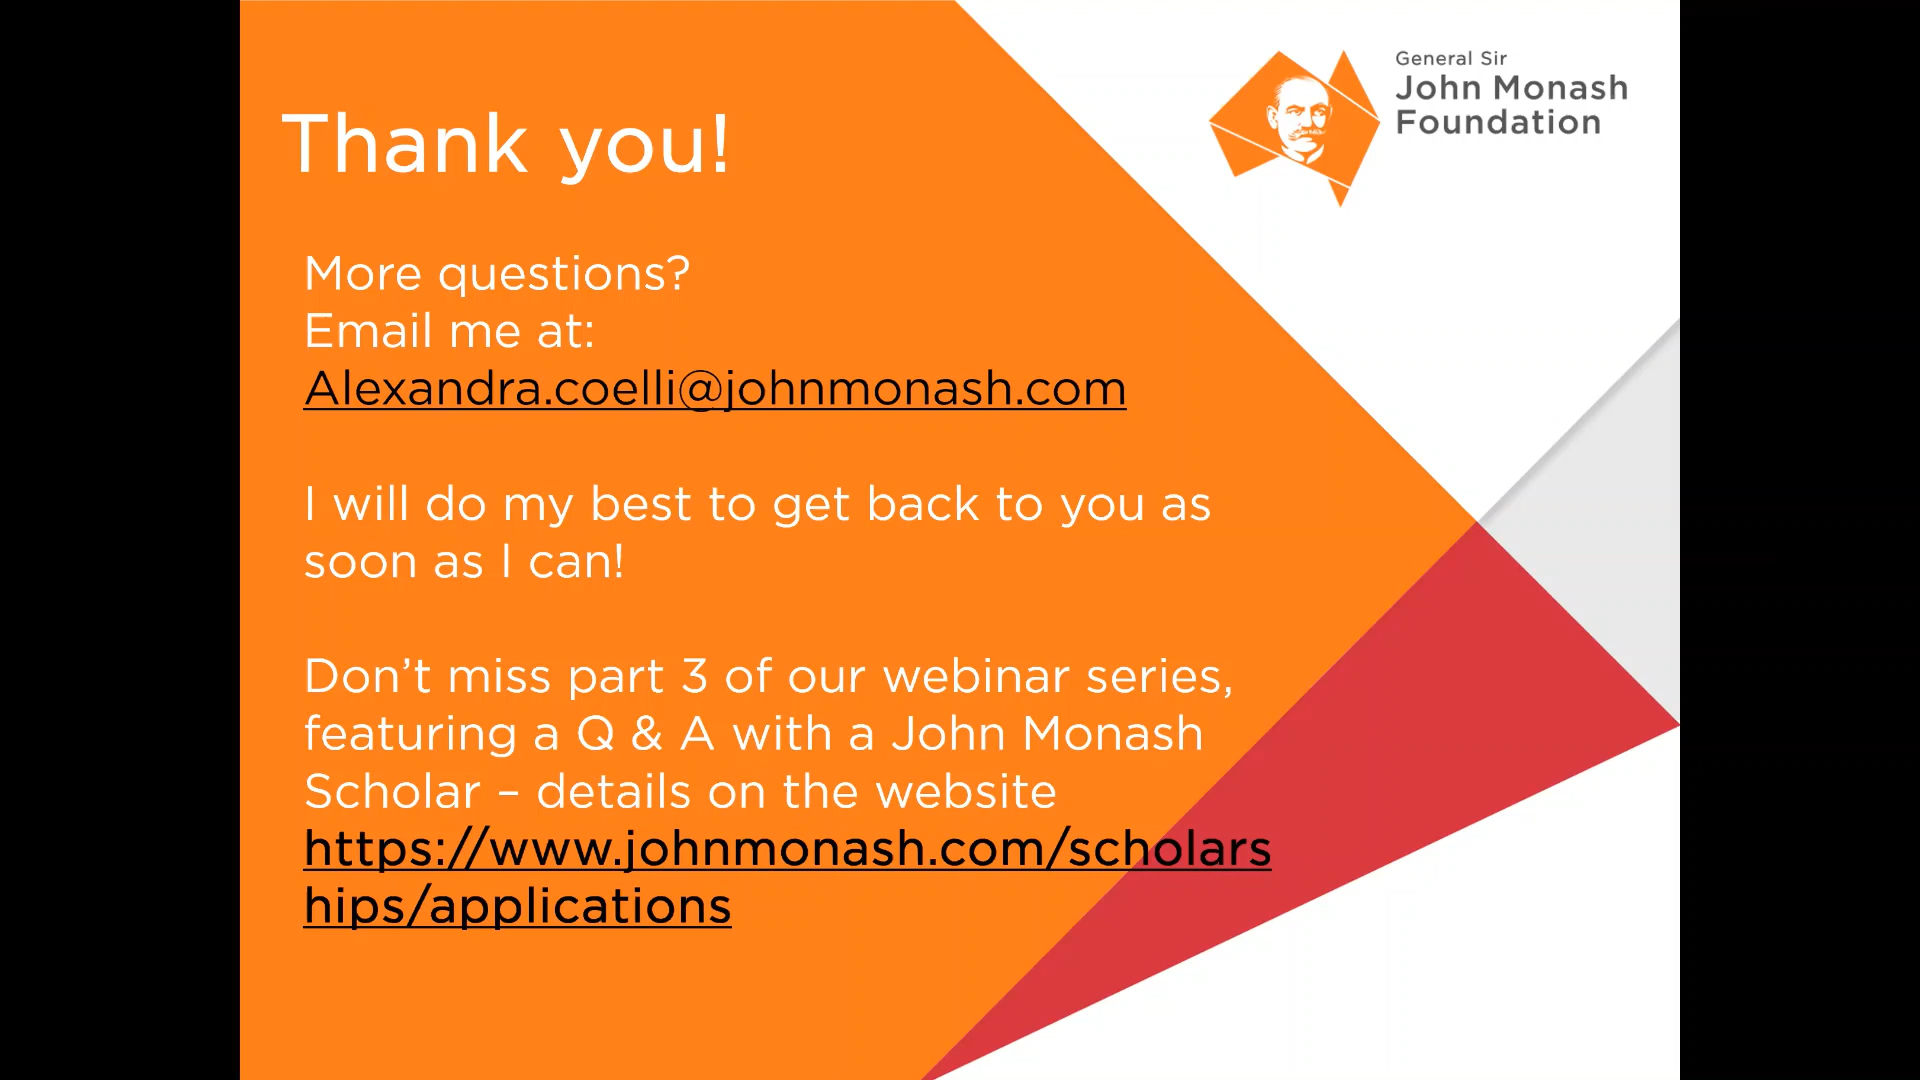 General Sir
John Monash
Foundation
Thank you!
More questions?
Email me at:
Alexandra.coelli@johnmonash.com
I will do my best to get back to you as
soon as I can!
Don’t miss part 3 of our webinar series,
featuring a Q & A with a John Monash
Scholar – details on the website
https://www.johnmonash.com/scholars
hips/applications